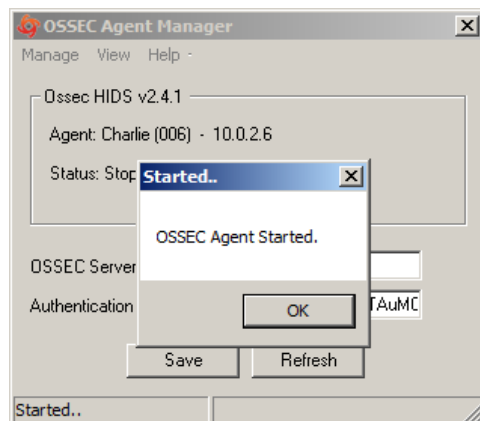 OSSEC Agent Manager
Manage View Help
Ossec HIDS v2.4.1
Agent: Charlie (006) - 10.0.2.6
Status: Stop
Started..
OSSEC Agent Started.
OSSEC Server
OK
Authentication
TAuMC
Save Refresh
Started..